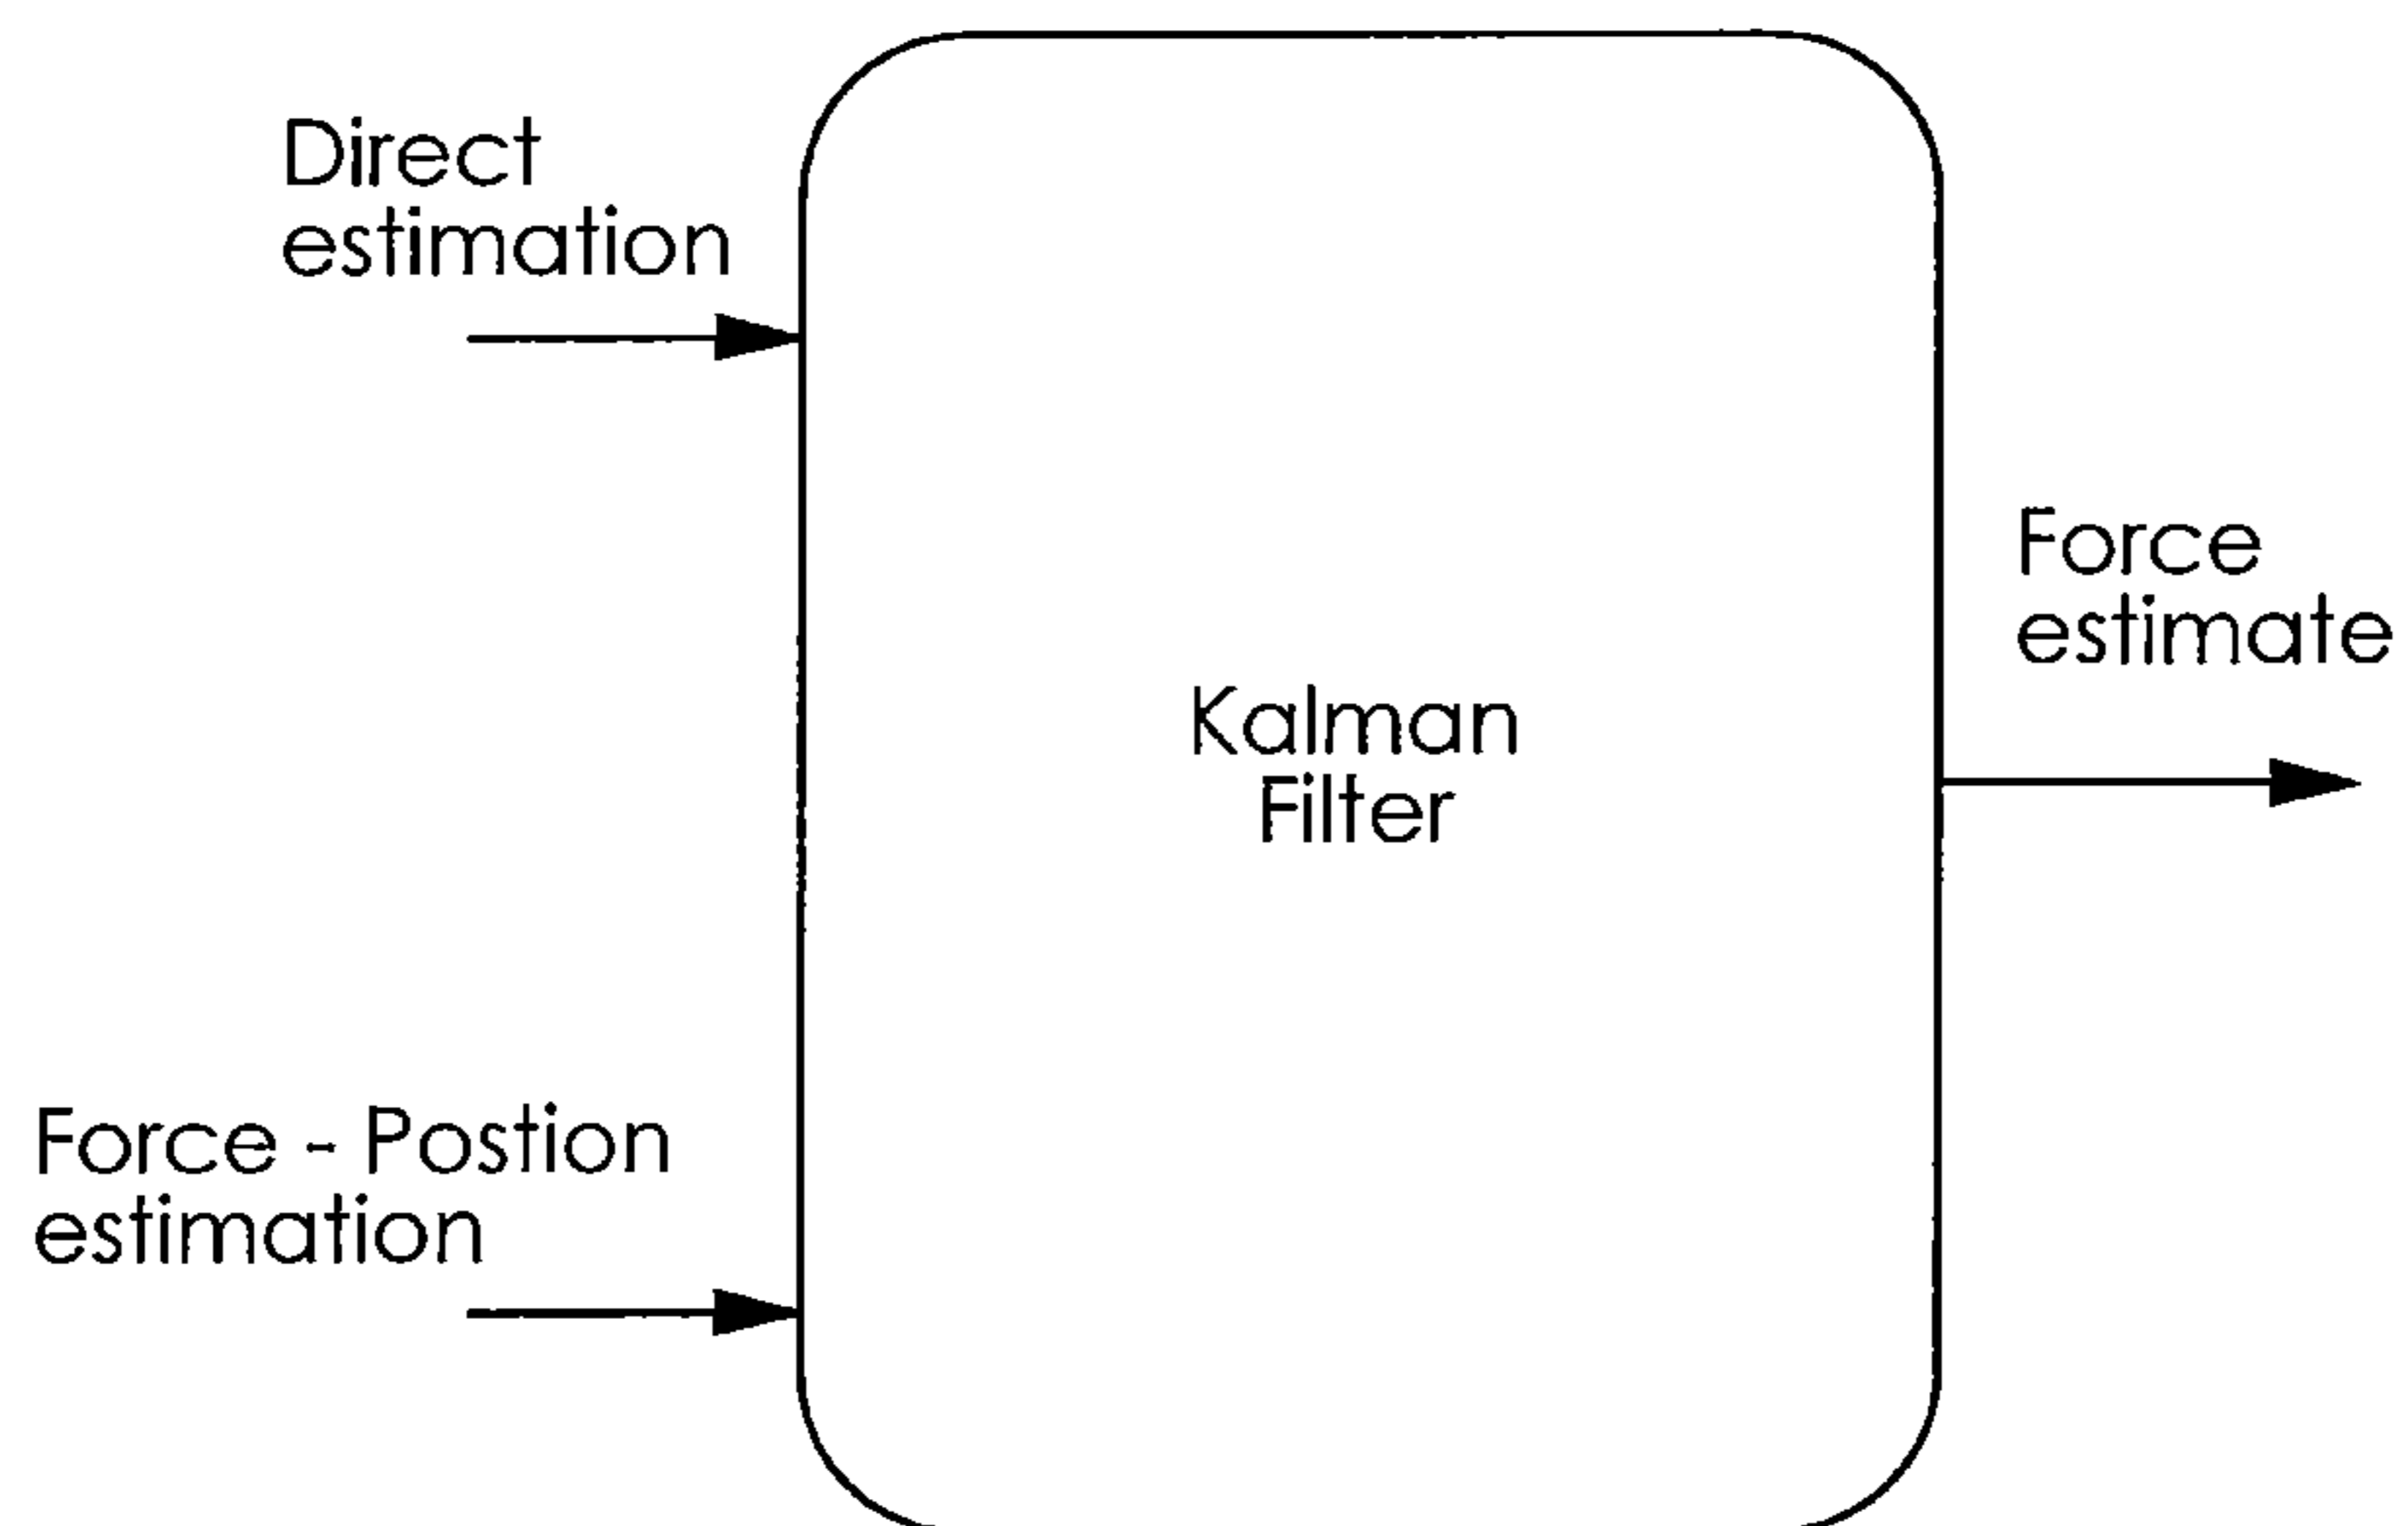 Direct
estimation
Force
estimate
Kalman
Filter
Force - Postion
estimation